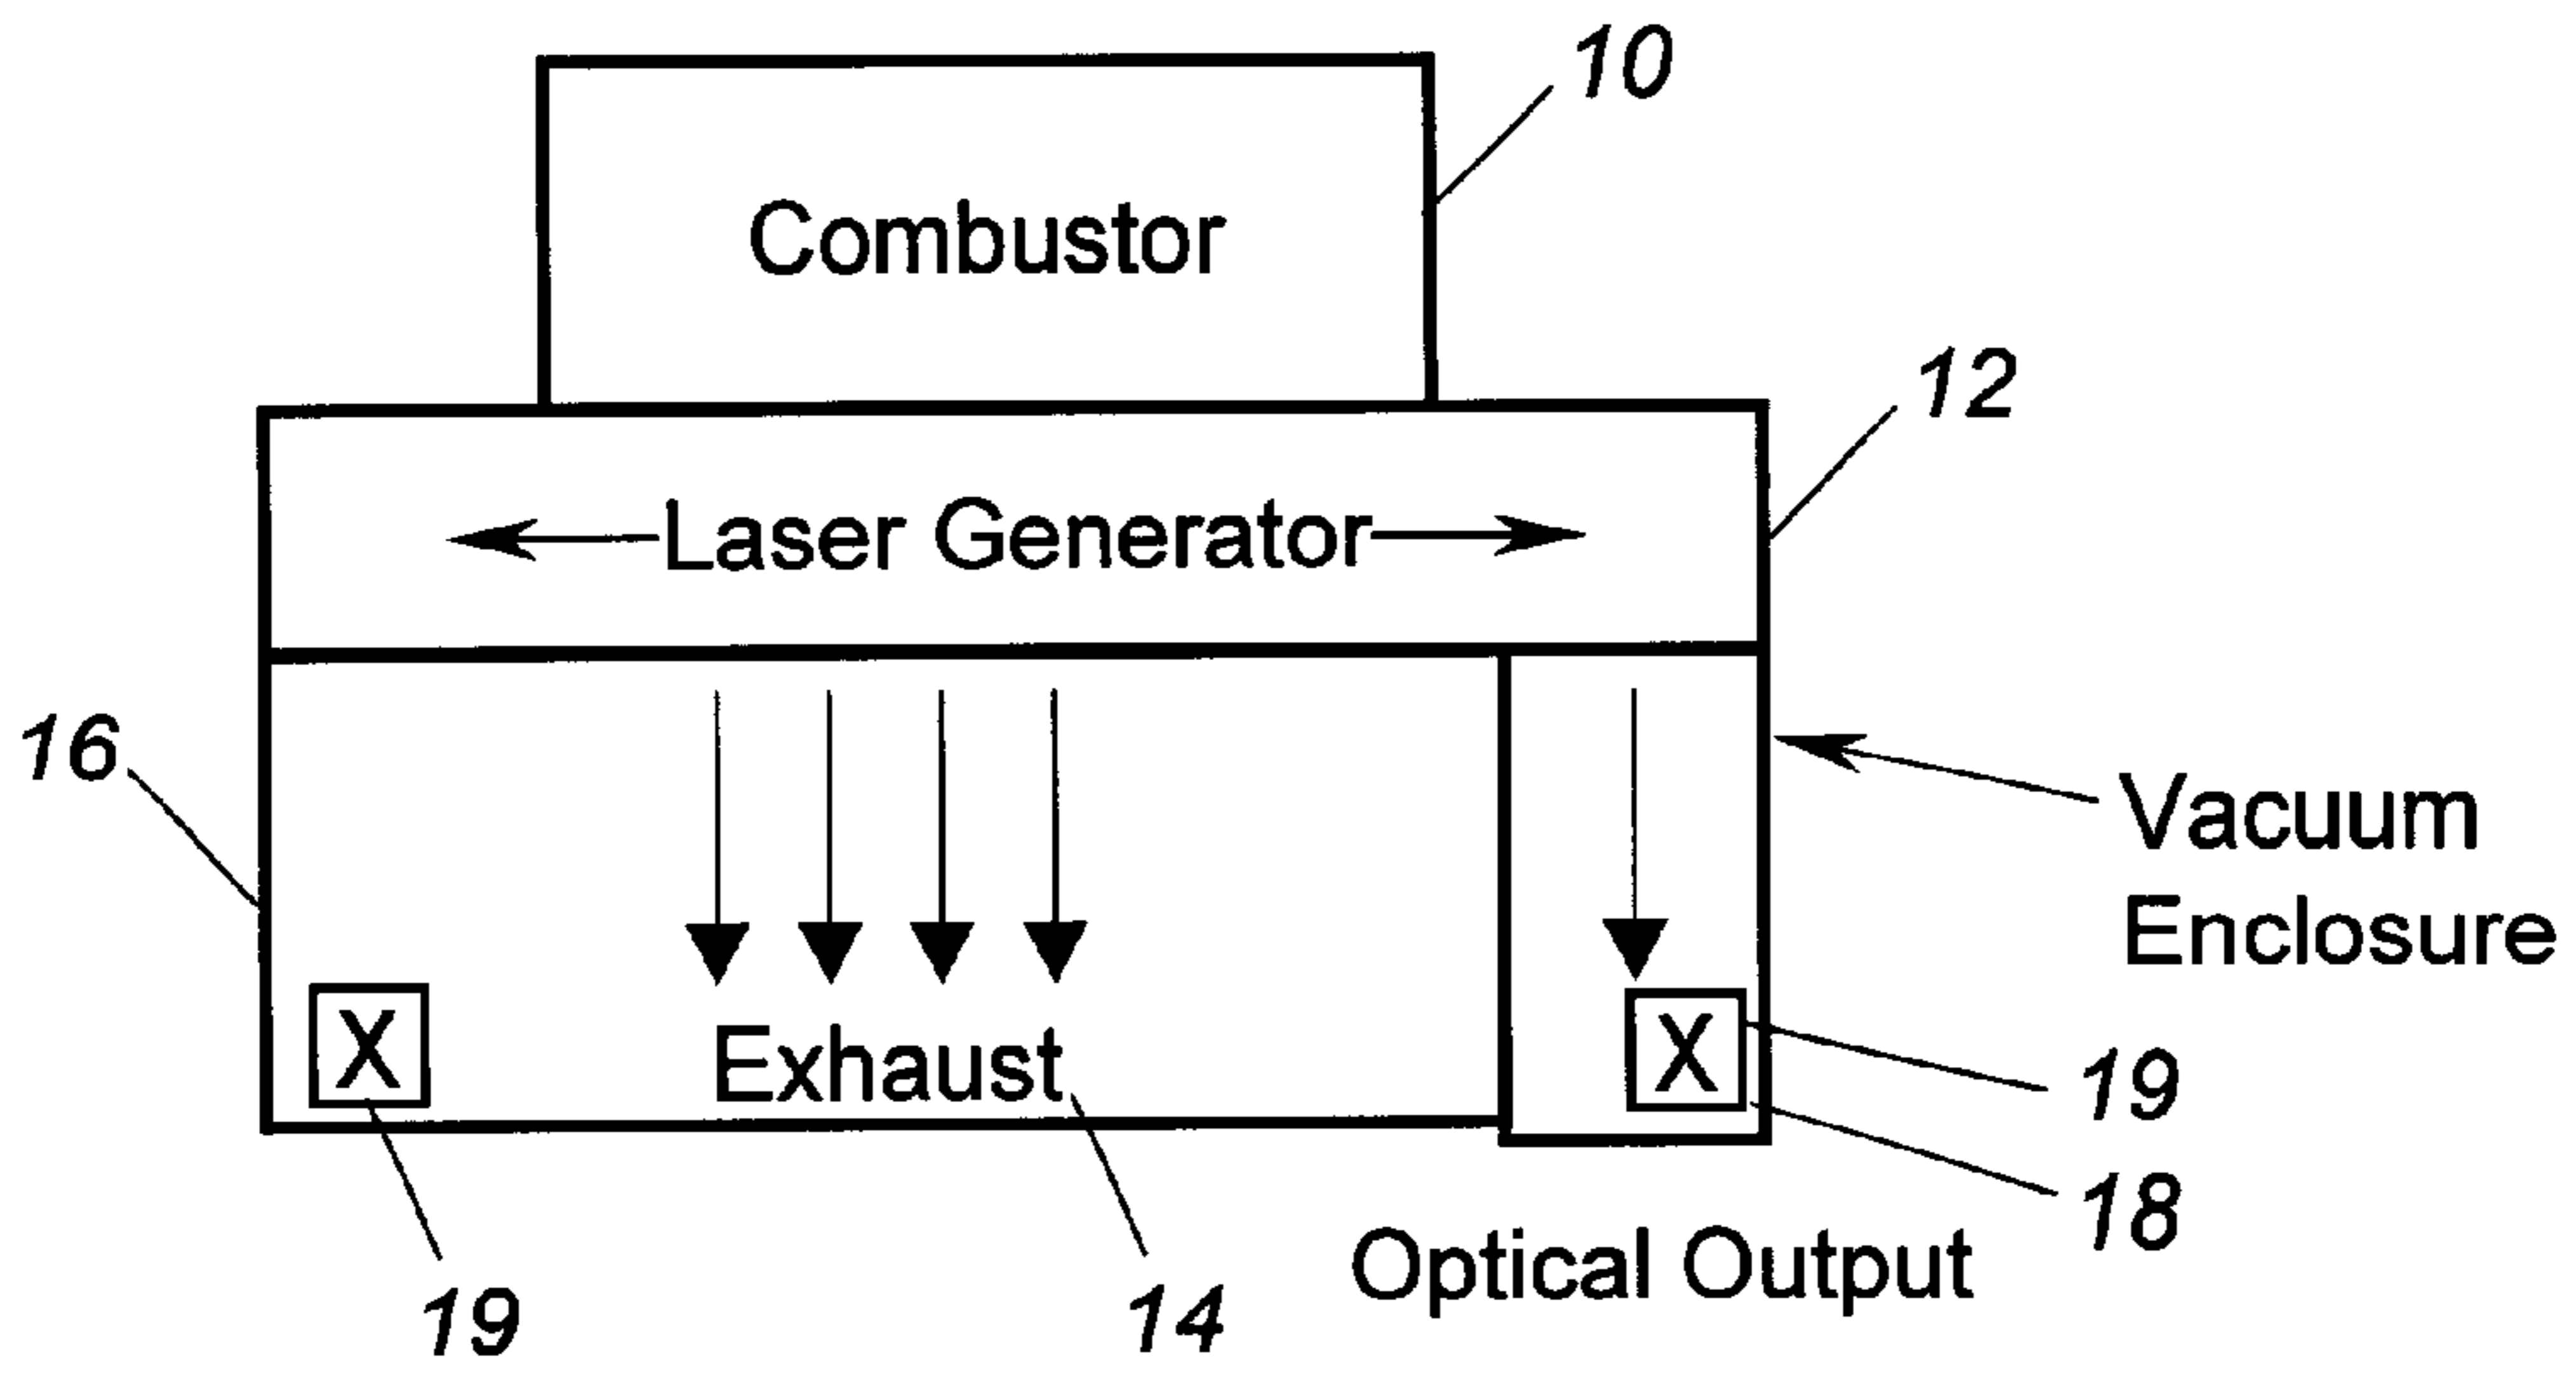 10
Combustor
12
Laser Generator
16
Vacuum
Enclosure
X
Exhaust
X
19
18
Optical Output
19
14